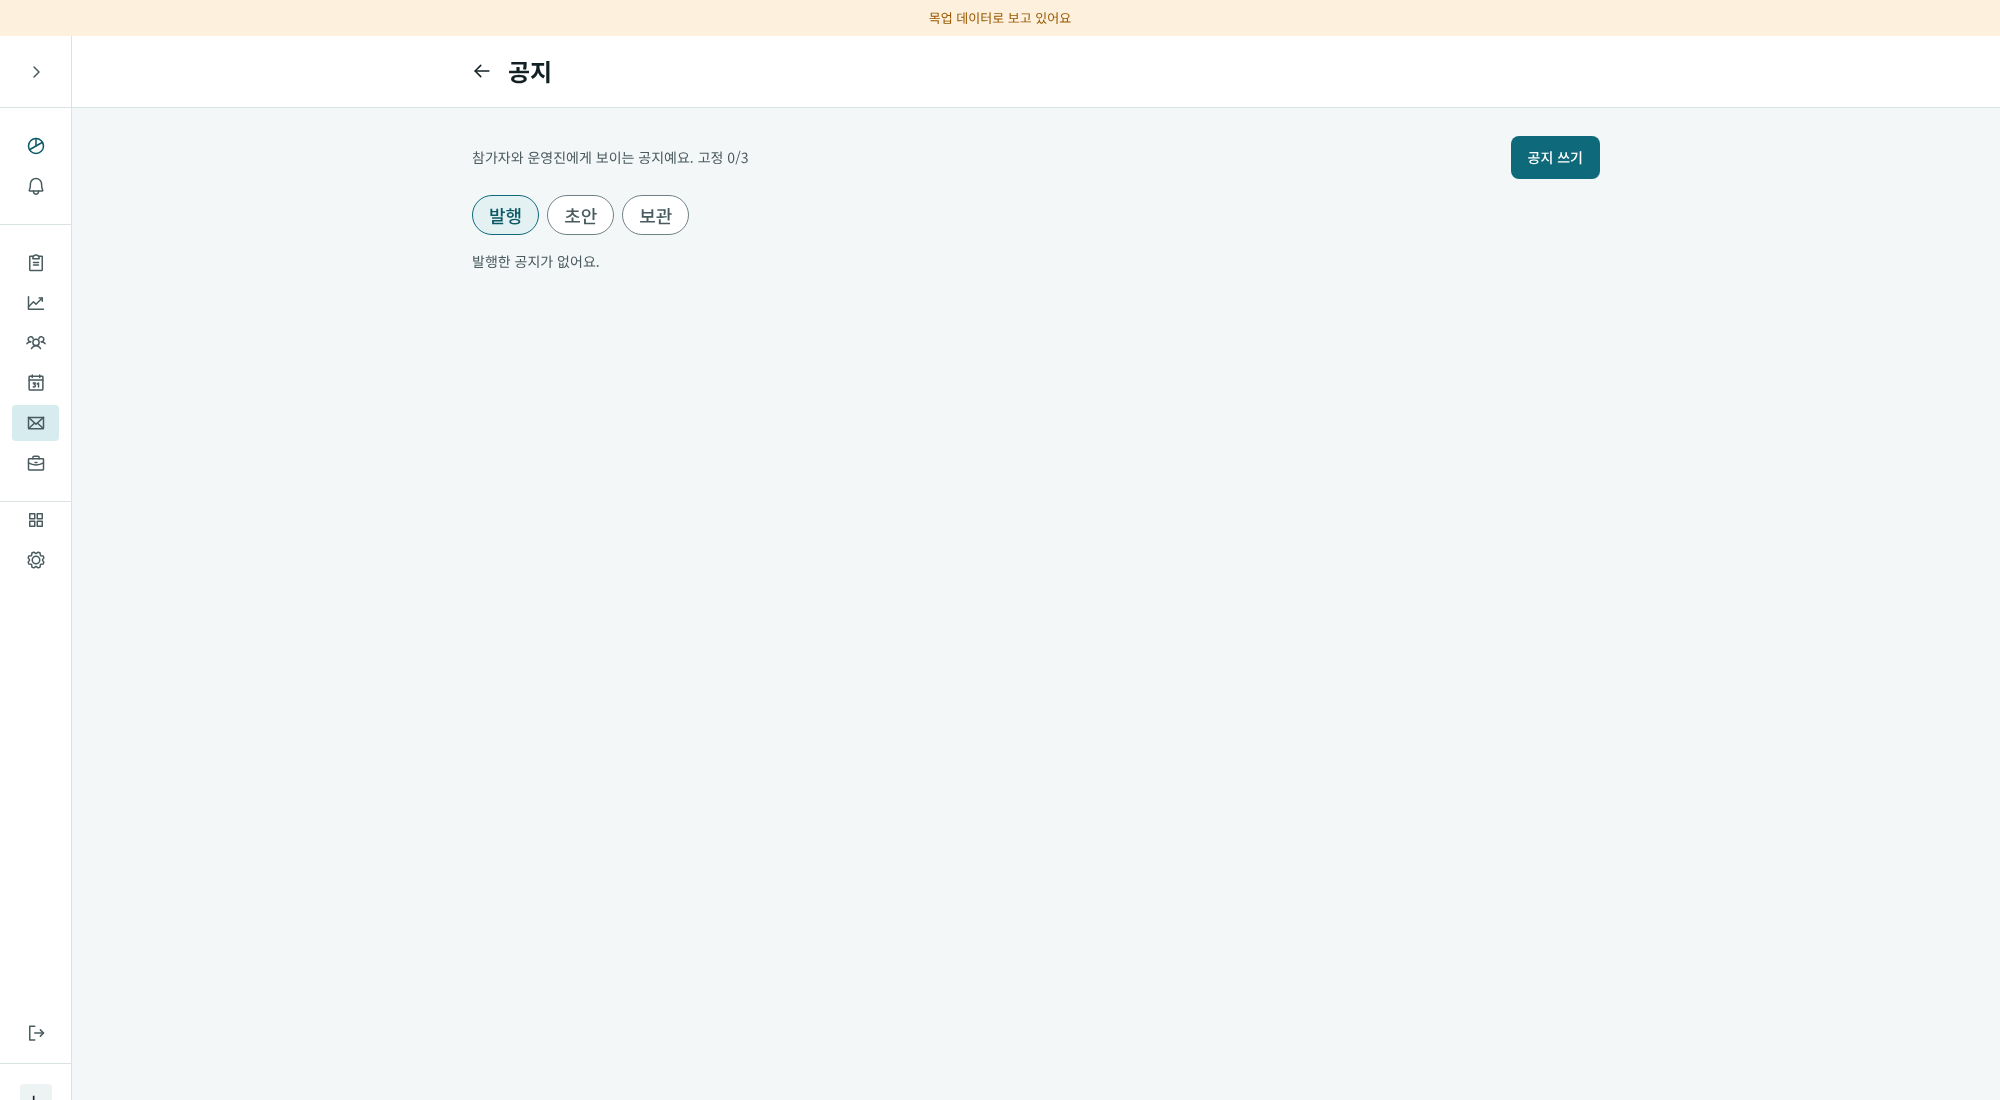 목업 데이터로 보고 있어요
공지
참가자와 운영진에게 보이는 공지예요. 고정 0/3
공지 쓰기
발행
초안
보관
발행한 공지가 없어요.
31